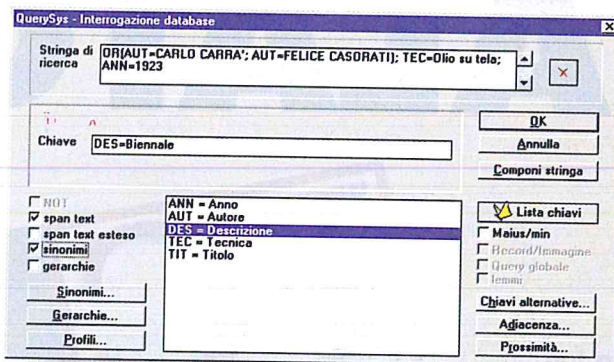 QuerySys - Interrogazione database
Stringa di ricerca
OR(AUT=CARLO CARRA'; AUT=FELICE CASORATI); TEC=Olio su tela;
ANN=1923
Chiave
DES=Biennale
OK
Annulla
Componi stringa
NOT
span text
span text esteso
sinonimi
gerarchie
Sinonimi...
Gerarchie...
Profili...
ANN = Anno
AUT = Autore
DES = Descrizione
TEC = Tecnica
TIT = Titolo
Lista chiavi
Maius/min
Record/Immagine
Query globale
lemmi
Chiavi alternative...
Adiacenza...
Prossimità...